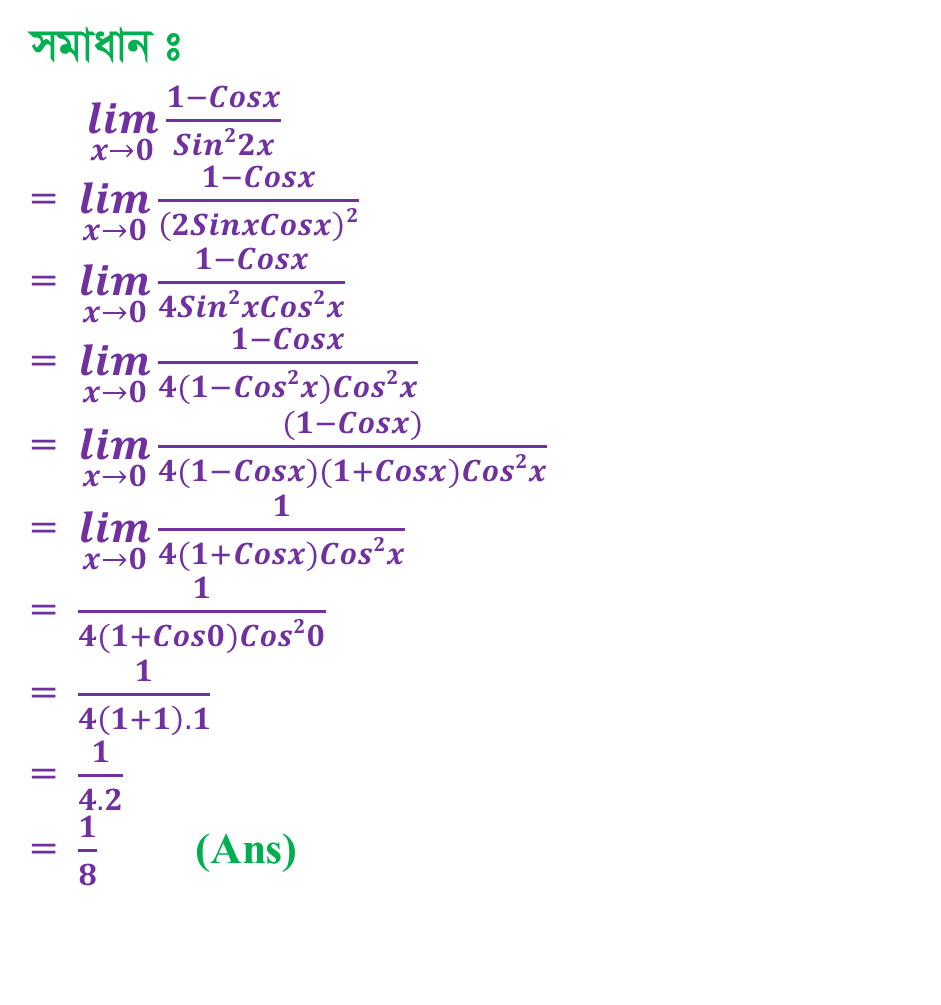 সমাধান ঃ
lim x→0 1−Cosx / Sin²2x
= lim x→0 1−Cosx / (2SinxCosx)²
= lim x→0 1−Cosx / 4Sin²xCos²x
= lim x→0 1−Cosx / 4(1−Cos²x)Cos²x
= lim x→0 (1−Cosx) / 4(1−Cosx)(1+Cosx)Cos²x
= lim x→0 1 / 4(1+Cosx)Cos²x
= 1 / 4(1+Cos0)Cos²0
= 1 / 4(1+1).1
= 1 / 4.2
= 1 / 8 (Ans)